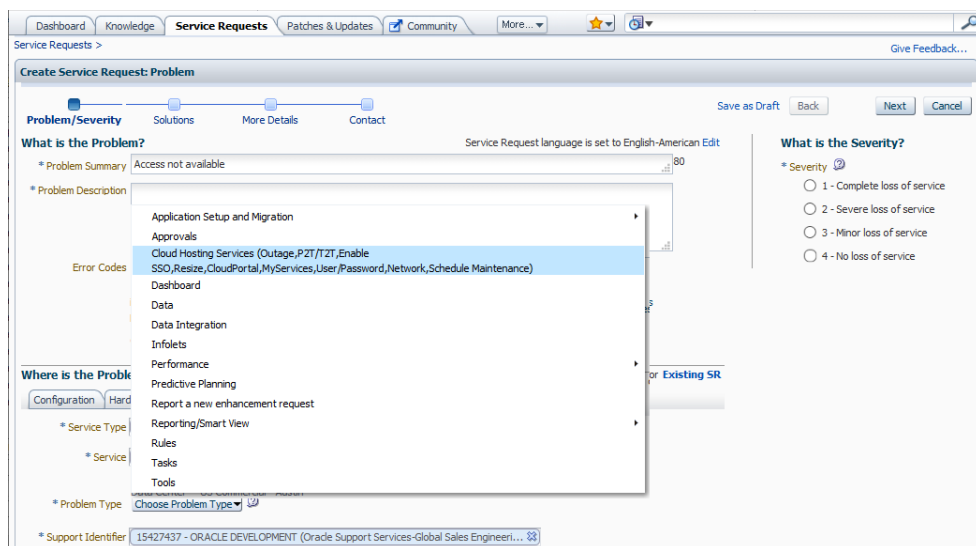 Dashboard Knowledge Service Requests Patches & Updates Community More...
Service Requests >
Give Feedback...
Create Service Request: Problem
Problem/Severity Solutions More Details Contact
Save as Draft Back Next Cancel
What is the Problem?
Service Request language is set to English-American Edit
* Problem Summary Access not available 80
* Problem Description
Error Codes
Application Setup and Migration
Approvals
Cloud Hosting Services (Outage,P2T/T2T,Enable
SSO,Resize,CloudPortal,MyServices,User/Password,Network,Schedule Maintenance)
Dashboard
Data
Data Integration
Infolets
Performance
Predictive Planning
Report a new enhancement request
Reporting/Smart View
Rules
Tasks
Tools
What is the Severity?
* Severity
1 - Complete loss of service
2 - Severe loss of service
3 - Minor loss of service
4 - No loss of service
Where is the Proble
or Existing SR
Configuration Hard
* Service Type
* Service
* Problem Type Choose Problem Type
* Support Identifier 15427437 - ORACLE DEVELOPMENT (Oracle Support Services-Global Sales Engineeri...